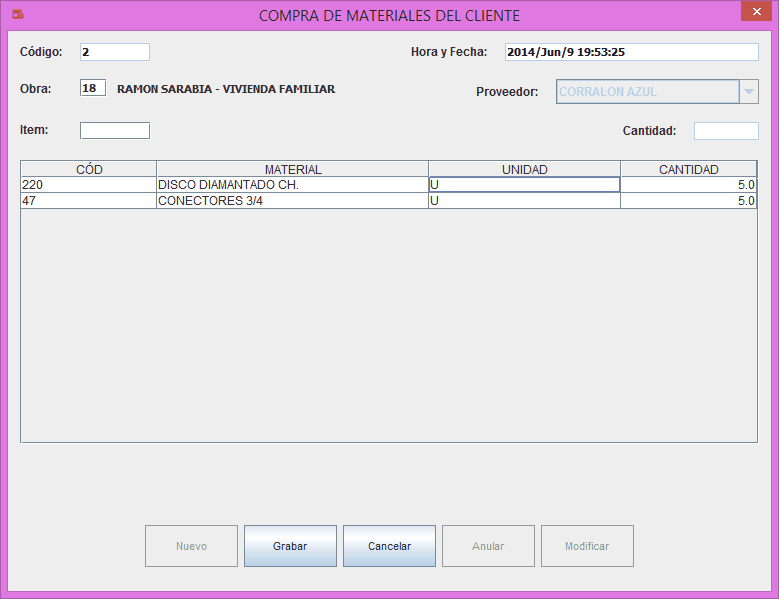 COMPRA DE MATERIALES DEL CLIENTE
Código: 2 Hora y Fecha: 2014/Jun/9 19:53:25
Obra: 18 RAMON SARABIA - VIVIENDA FAMILIAR Proveedor: CORRALON AZUL
Item: Cantidad:
CÓD MATERIAL UNIDAD CANTIDAD
220 DISCO DIAMANTADO CH. U 5.0
47 CONECTORES 3/4 U 5.0
Nuevo Grabar Cancelar Anular Modificar